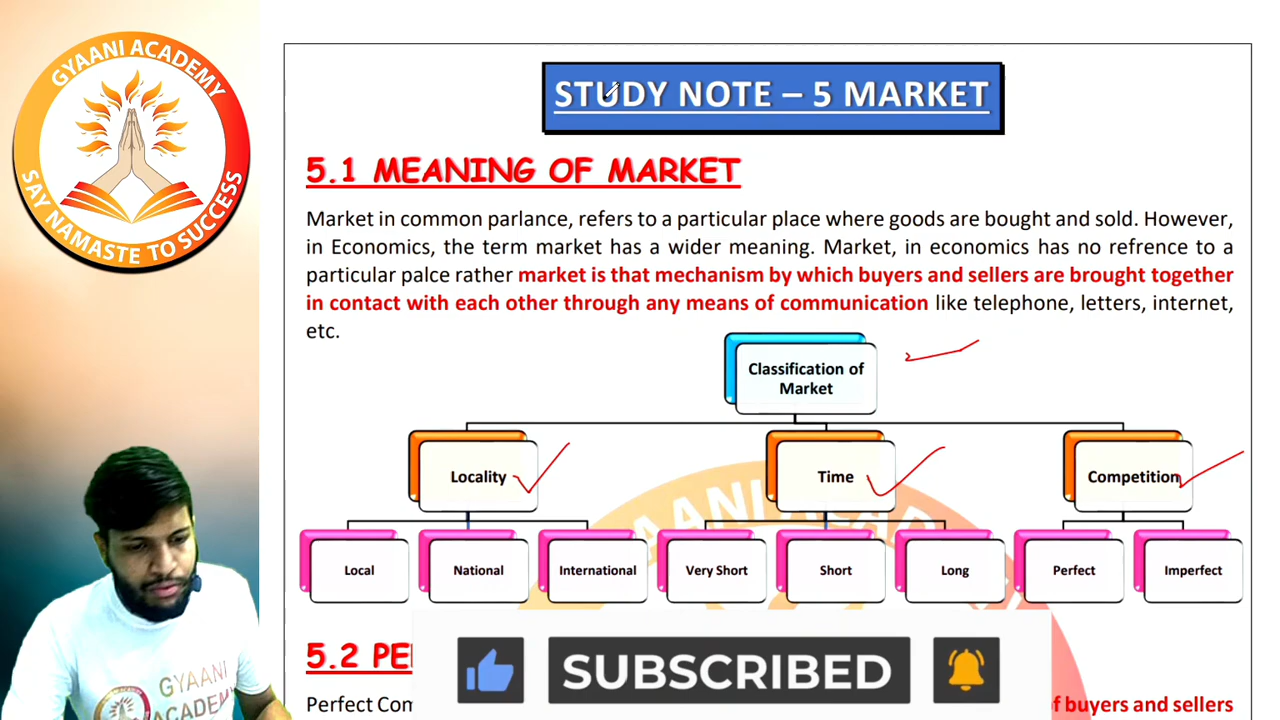 GYAANI ACADEMY
SAY NAMASTE TO SUCCESS
STUDY NOTE – 5 MARKET
5.1 MEANING OF MARKET
Market in common parlance, refers to a particular place where goods are bought and sold. However,
in Economics, the term market has a wider meaning. Market, in economics has no refrence to a
particular palce rather market is that mechanism by which buyers and sellers are brought together
in contact with each other through any means of communication like telephone, letters, internet,
etc.
Classification of
Market
Locality
Time
Competition
Local
National
International
Very Short
Short
Long
Perfect
Imperfect
5.2
SUBSCRIBED
Perfect
of buyers and sellers
GYAANI
ACADEMY